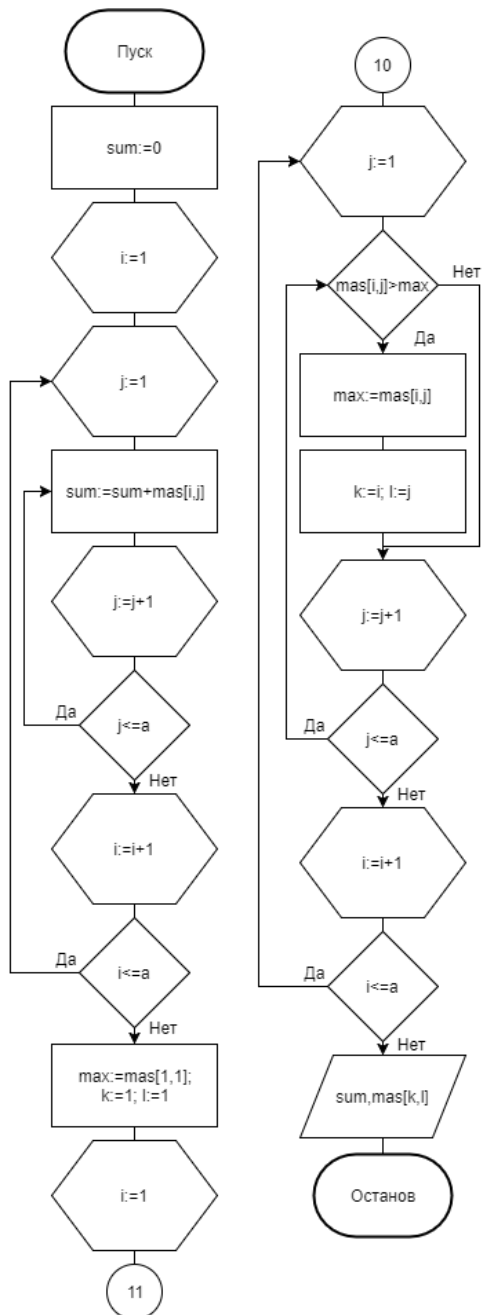 Пуск
sum:=0
i:=1
j:=1
sum:=sum+mas[i,j]
j:=j+1
Да
j<=a
Нет
i:=i+1
Да
i<=a
Нет
max:=mas[1,1];
k:=1; l:=1
i:=1
11
10
j:=1
Нет
mas[i,j]>max
Да
max:=mas[i,j]
k:=i; l:=j
j:=j+1
Да
j<=a
Нет
i:=i+1
Да
i<=a
Нет
sum,mas[k,l]
Останов